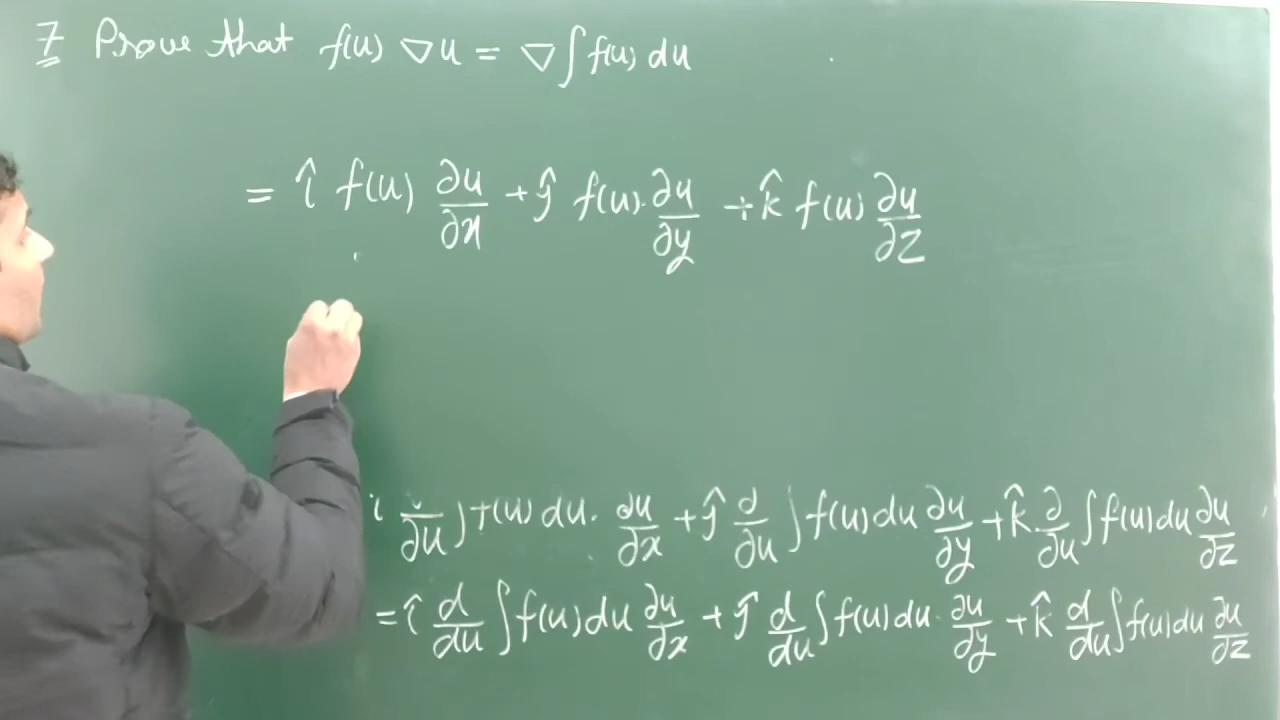 7 Prove that f(u) ∇u = ∇∫f(u) du
= î f(u) ∂u/∂x + ĵ f(u)·∂u/∂y + k̂ f(u) ∂u/∂z
∂u ∫f(u) du · ∂u/∂x + ĵ ∂/∂u ∫f(u) du ∂u/∂y + k̂ ∂/∂u ∫f(u) du ∂u/∂z
= î d/du ∫f(u) du ∂u/∂x + ĵ d/du ∫f(u) du · ∂u/∂y + k̂ d/du ∫f(u) du ∂u/∂z